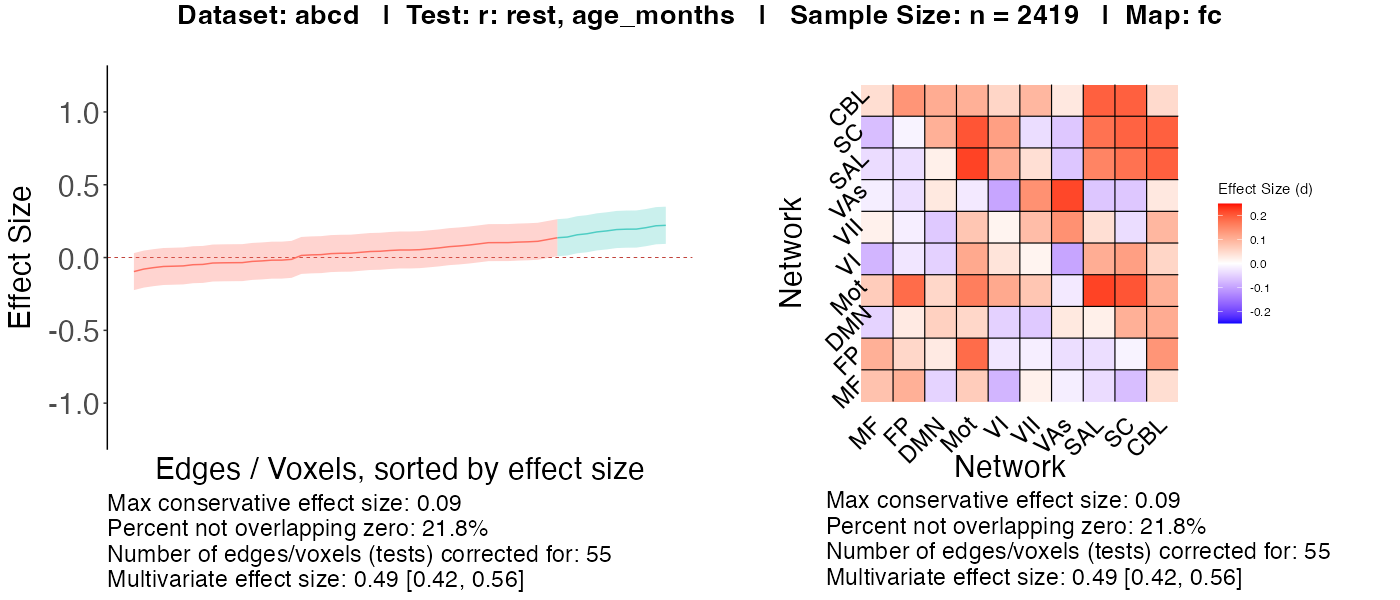 Dataset: abcd | Test: r: rest, age_months | Sample Size: n = 2419 | Map: fc
Effect Size
1.0
0.5
0.0
-0.5
-1.0
Edges / Voxels, sorted by effect size
Max conservative effect size: 0.09
Percent not overlapping zero: 21.8%
Number of edges/voxels (tests) corrected for: 55
Multivariate effect size: 0.49 [0.42, 0.56]
Network
CBL
SC
SAL
VAs
VII
VI
Mot
DMN
FP
MF
MF
FP
DMN
Mot
VI
VII
VAs
SAL
SC
CBL
Network
Effect Size (d)
0.2
0.1
0.0
-0.1
-0.2
Max conservative effect size: 0.09
Percent not overlapping zero: 21.8%
Number of edges/voxels (tests) corrected for: 55
Multivariate effect size: 0.49 [0.42, 0.56]